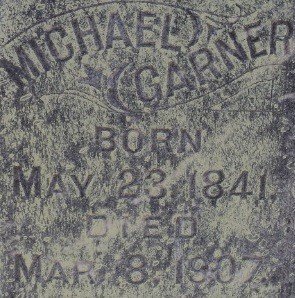 MICHAEL
GARNER
BORN
MAY 23, 1841.
DIED
MAR. 8, 1907.